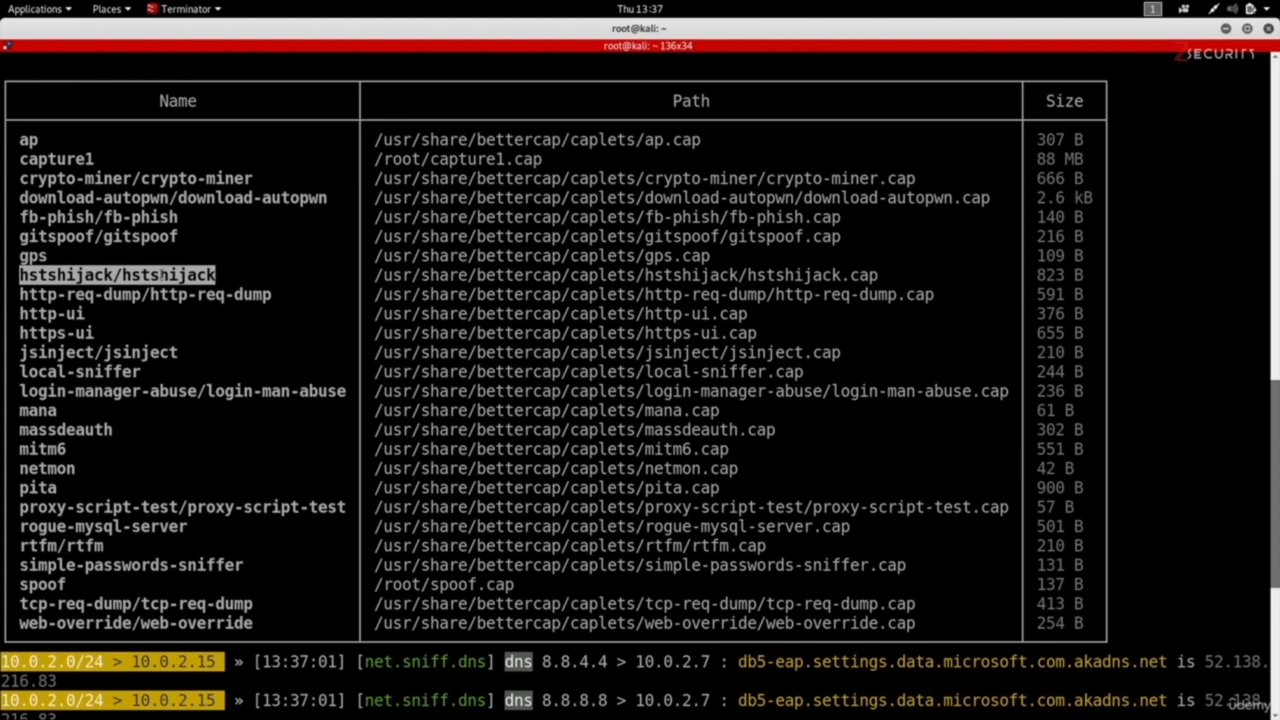 Applications Places Terminator Thu 13:37 1
root@kali: ~
root@kali: ~ 136x34
ZSECURITY
Name Path Size
ap /usr/share/bettercap/caplets/ap.cap 307 B
capture1 /root/capture1.cap 88 MB
crypto-miner/crypto-miner /usr/share/bettercap/caplets/crypto-miner/crypto-miner.cap 666 B
download-autopwn/download-autopwn /usr/share/bettercap/caplets/download-autopwn/download-autopwn.cap 2.6 kB
fb-phish/fb-phish /usr/share/bettercap/caplets/fb-phish/fb-phish.cap 140 B
gitspoof/gitspoof /usr/share/bettercap/caplets/gitspoof/gitspoof.cap 216 B
gps /usr/share/bettercap/caplets/gps.cap 109 B
hstshijack/hstshijack /usr/share/bettercap/caplets/hstshijack/hstshijack.cap 823 B
http-req-dump/http-req-dump /usr/share/bettercap/caplets/http-req-dump/http-req-dump.cap 591 B
http-ui /usr/share/bettercap/caplets/http-ui.cap 376 B
https-ui /usr/share/bettercap/caplets/https-ui.cap 655 B
jsinject/jsinject /usr/share/bettercap/caplets/jsinject/jsinject.cap 210 B
local-sniffer /usr/share/bettercap/caplets/local-sniffer.cap 244 B
login-manager-abuse/login-man-abuse /usr/share/bettercap/caplets/login-manager-abuse/login-man-abuse.cap 236 B
mana /usr/share/bettercap/caplets/mana.cap 61 B
massdeauth /usr/share/bettercap/caplets/massdeauth.cap 302 B
mitm6 /usr/share/bettercap/caplets/mitm6.cap 551 B
netmon /usr/share/bettercap/caplets/netmon.cap 42 B
pita /usr/share/bettercap/caplets/pita.cap 900 B
proxy-script-test/proxy-script-test /usr/share/bettercap/caplets/proxy-script-test/proxy-script-test.cap 57 B
rogue-mysql-server /usr/share/bettercap/caplets/rogue-mysql-server.cap 501 B
rtfm/rtfm /usr/share/bettercap/caplets/rtfm/rtfm.cap 210 B
simple-passwords-sniffer /usr/share/bettercap/caplets/simple-passwords-sniffer.cap 131 B
spoof /root/spoof.cap 137 B
tcp-req-dump/tcp-req-dump /usr/share/bettercap/caplets/tcp-req-dump/tcp-req-dump.cap 413 B
web-override/web-override /usr/share/bettercap/caplets/web-override/web-override.cap 254 B
10.0.2.0/24 > 10.0.2.15 » [13:37:01] [net.sniff.dns] dns 8.8.4.4 > 10.0.2.7 : db5-eap.settings.data.microsoft.com.akadns.net is 52.138.
216.83
10.0.2.0/24 > 10.0.2.15 » [13:37:01] [net.sniff.dns] dns 8.8.8.8 > 10.0.2.7 : db5-eap.settings.data.microsoft.com.akadns.net is 52.138.
216.83
udemy